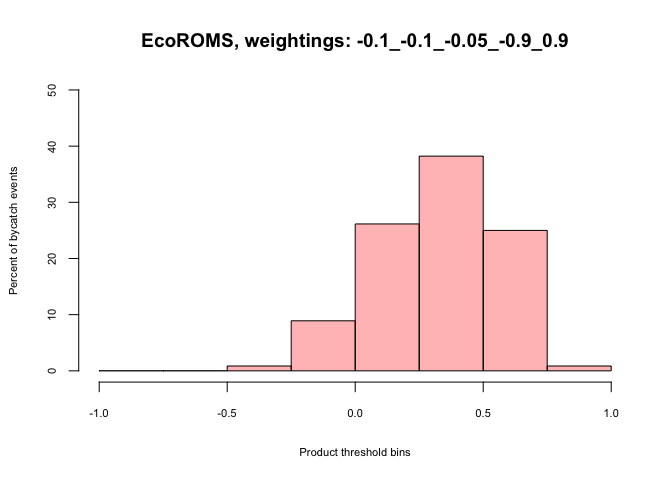 EcoROMS, weightings: -0.1_-0.1_-0.05_-0.9_0.9
Percent of bycatch events
50
40
30
20
10
0
-1.0 -0.5 0.0 0.5 1.0
Product threshold bins